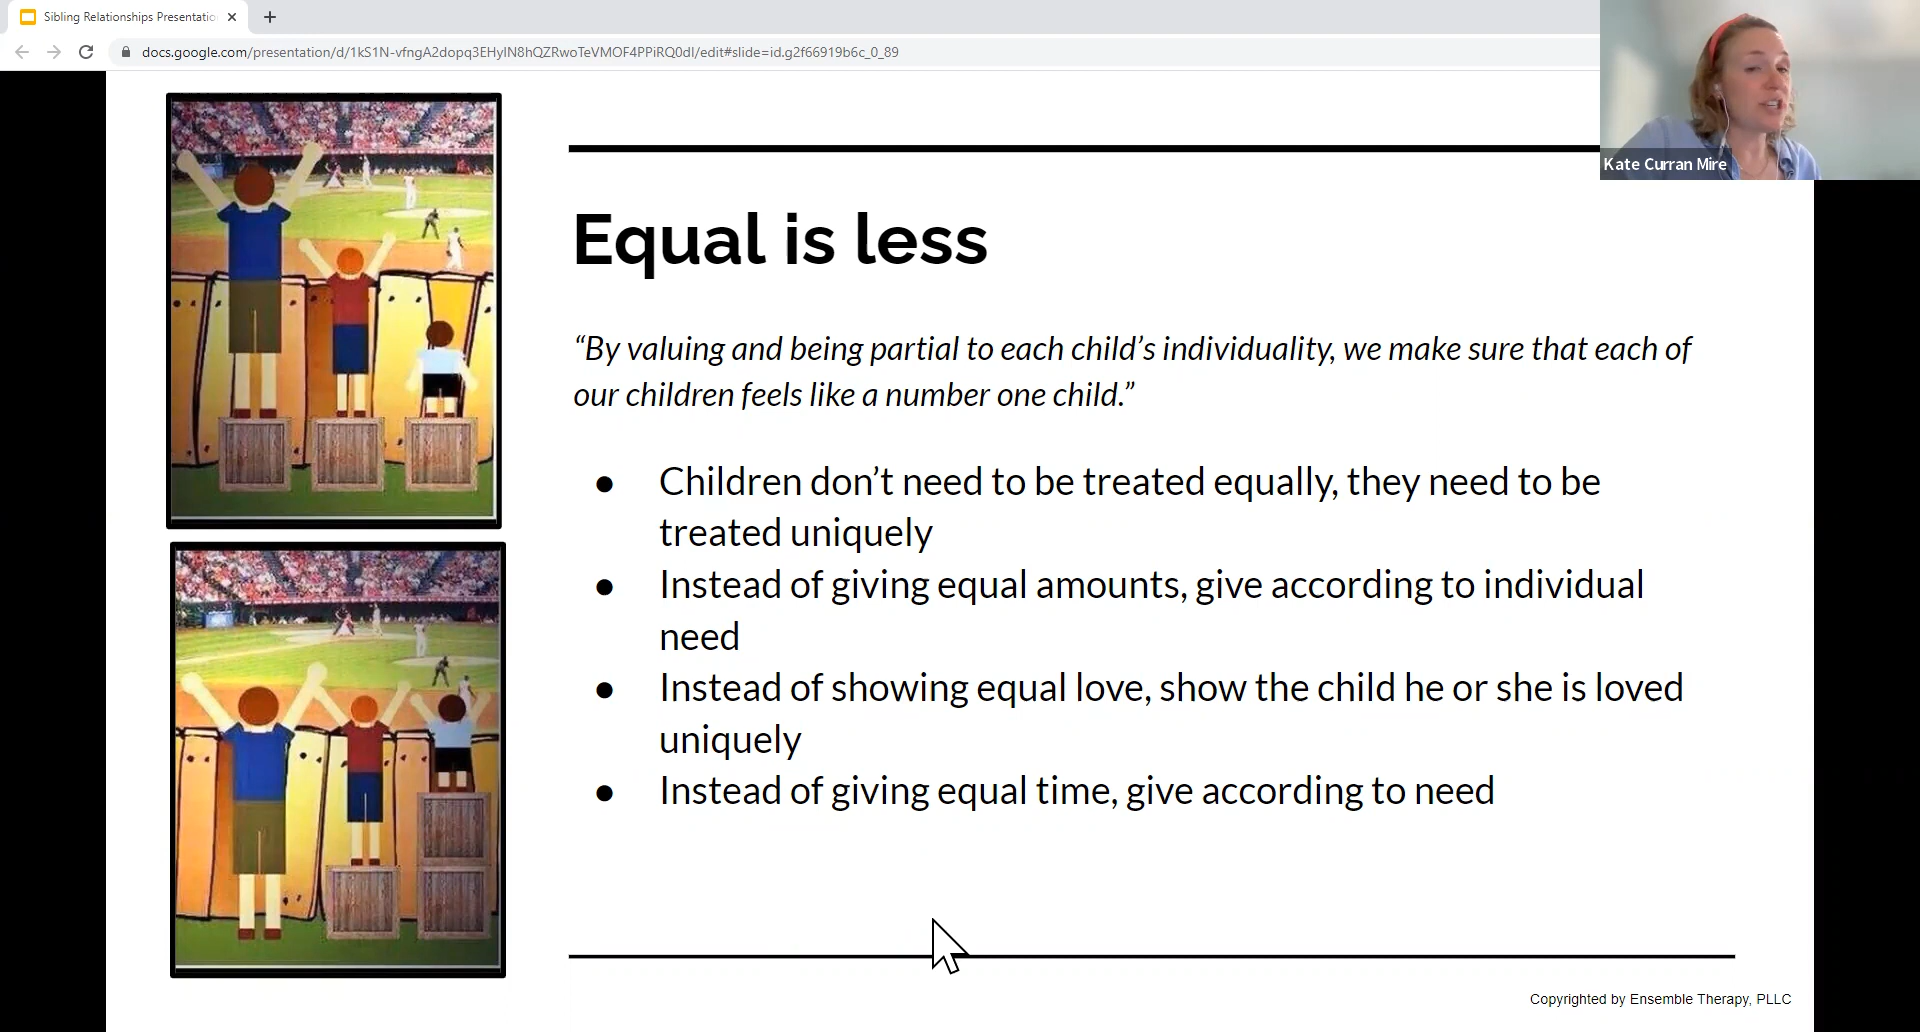 Sibling Relationships Presentatio
docs.google.com/presentation/d/1kS1N-vfngA2dopq3EHyIN8hQZRwoTeVMOF4PPiRQ0dI/edit#slide=id.g2f66919b6c_0_89
Kate Curran Mire
Equal is less
“By valuing and being partial to each child’s individuality, we make sure that each of
our children feels like a number one child.”
● Children don’t need to be treated equally, they need to be
treated uniquely
● Instead of giving equal amounts, give according to individual
need
● Instead of showing equal love, show the child he or she is loved
uniquely
● Instead of giving equal time, give according to need
Copyrighted by Ensemble Therapy, PLLC